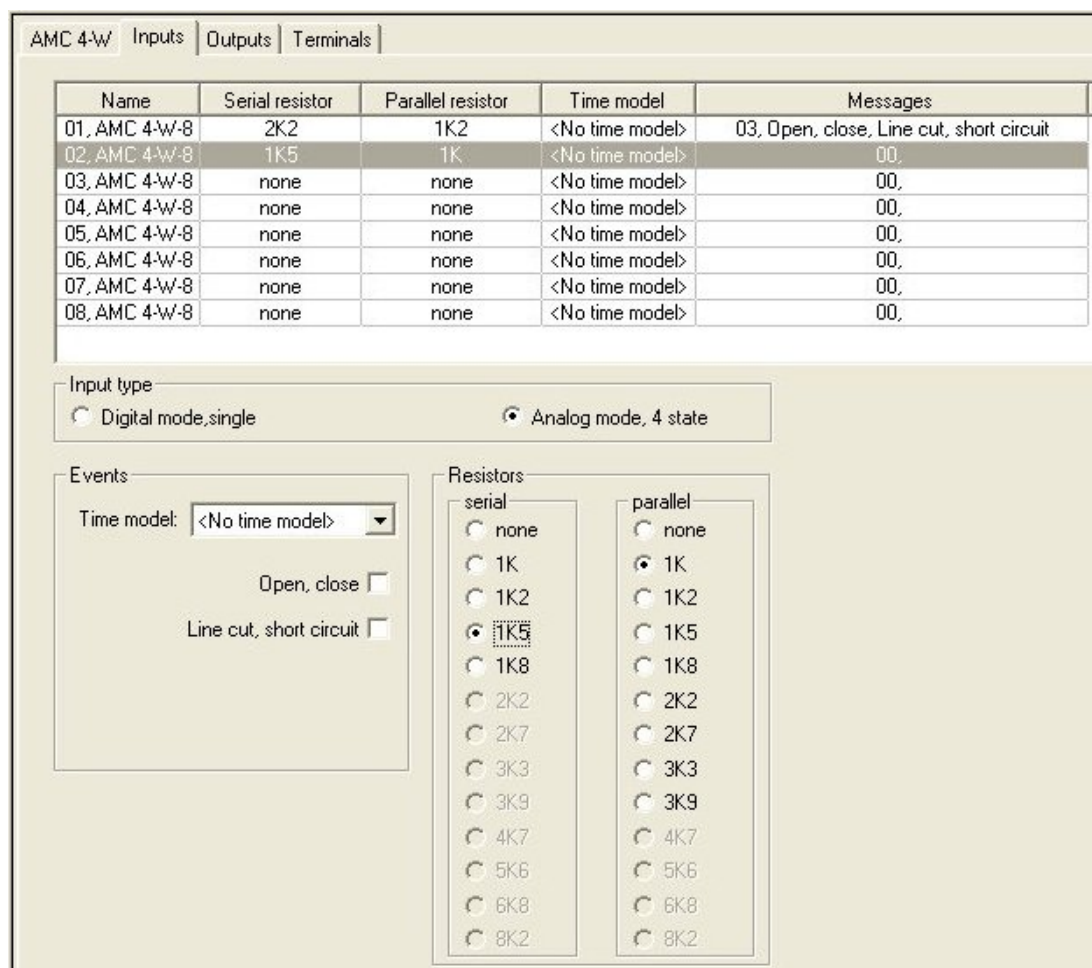 AMC 4-W Inputs Outputs Terminals
Name Serial resistor Parallel resistor Time model Messages
01, AMC 4-W-8 2K2 1K2 <No time model> 03, Open, close, Line cut, short circuit
02, AMC 4-W-8 1K5 1K <No time model> 00,
03, AMC 4-W-8 none none <No time model> 00,
04, AMC 4-W-8 none none <No time model> 00,
05, AMC 4-W-8 none none <No time model> 00,
06, AMC 4-W-8 none none <No time model> 00,
07, AMC 4-W-8 none none <No time model> 00,
08, AMC 4-W-8 none none <No time model> 00,
Input type
Digital mode,single Analog mode, 4 state
Events
Time model: <No time model>
Open, close
Line cut, short circuit
Resistors
serial
none
1K
1K2
1K5
1K8
2K2
2K7
3K3
3K9
4K7
5K6
6K8
8K2
parallel
none
1K
1K2
1K5
1K8
2K2
2K7
3K3
3K9
4K7
5K6
6K8
8K2